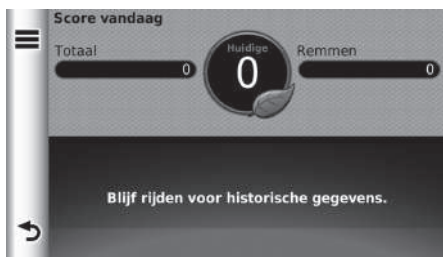 Score vandaag
Totaal
0
Huidige
0
Remmen
0
Blijf rijden voor historische gegevens.